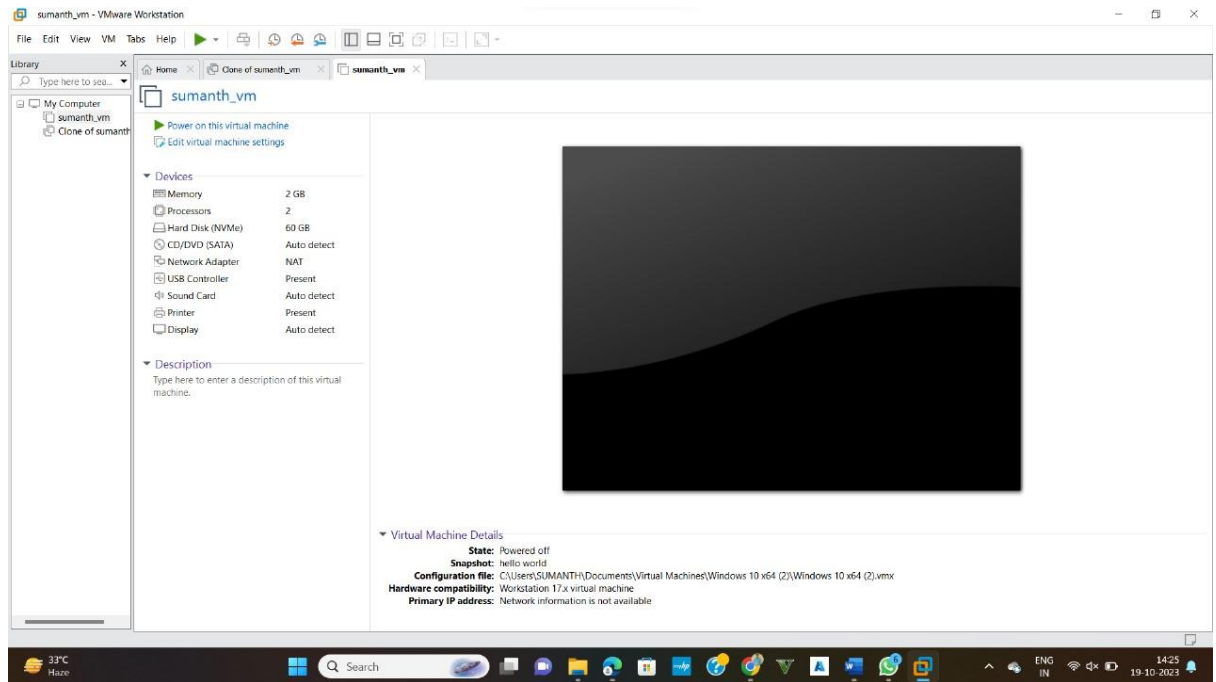 sumanth_vm - VMware Workstation
File Edit View VM Tabs Help
Library X
Type here to sea...
Home
Clone of sumanth_vm
sumanth_vm
My Computer
sumanth_vm
Clone of sumanth
sumanth_vm
Power on this virtual machine
Edit virtual machine settings
Devices
Memory 2 GB
Processors 2
Hard Disk (NVMe) 60 GB
CD/DVD (SATA) Auto detect
Network Adapter NAT
USB Controller Present
Sound Card Auto detect
Printer Present
Display Auto detect
Description
Type here to enter a description of this virtual
machine.
Virtual Machine Details
State: Powered off
Snapshot: hello world
Configuration file: C:\Users\SUMANTH\Documents\Virtual Machines\Windows 10 x64 (2)\Windows 10 x64 (2).vmx
Hardware compatibility: Workstation 17.x virtual machine
Primary IP address: Network information is not available
33°C
Haze
Search
ENG
IN
14:25
19-10-2023